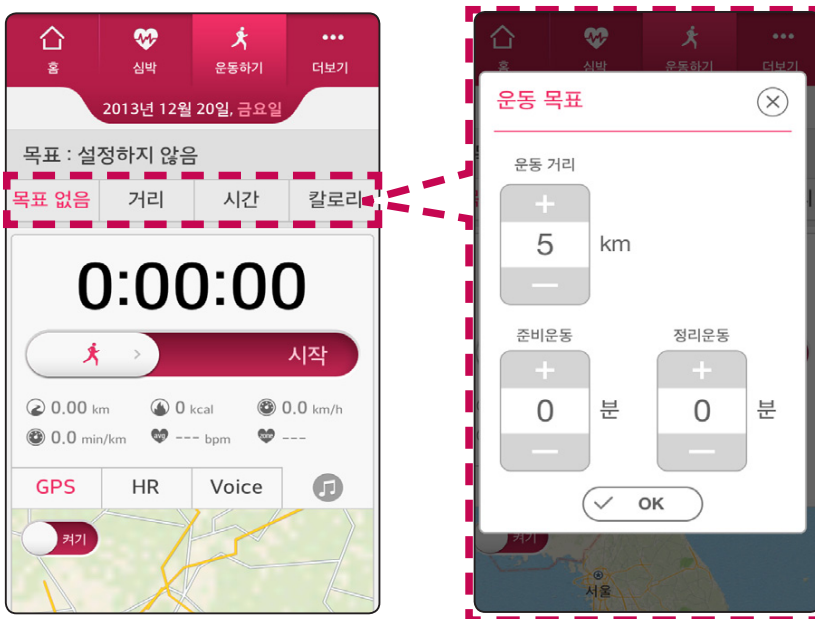 홈 심박 운동하기 더보기
2013년 12월 20일, 금요일
목표 : 설정하지 않음
목표 없음 거리 시간 칼로리
0:00:00
시작
0.00 km 0 kcal 0.0 km/h
0.0 min/km avg --- bpm zone ---
GPS HR Voice
켜기
홈 심박 운동하기 더보기
운동 목표
운동 거리
+
5 km
—
준비운동 정리운동
+ +
0 분 0 분
— —
OK
켜기
서울